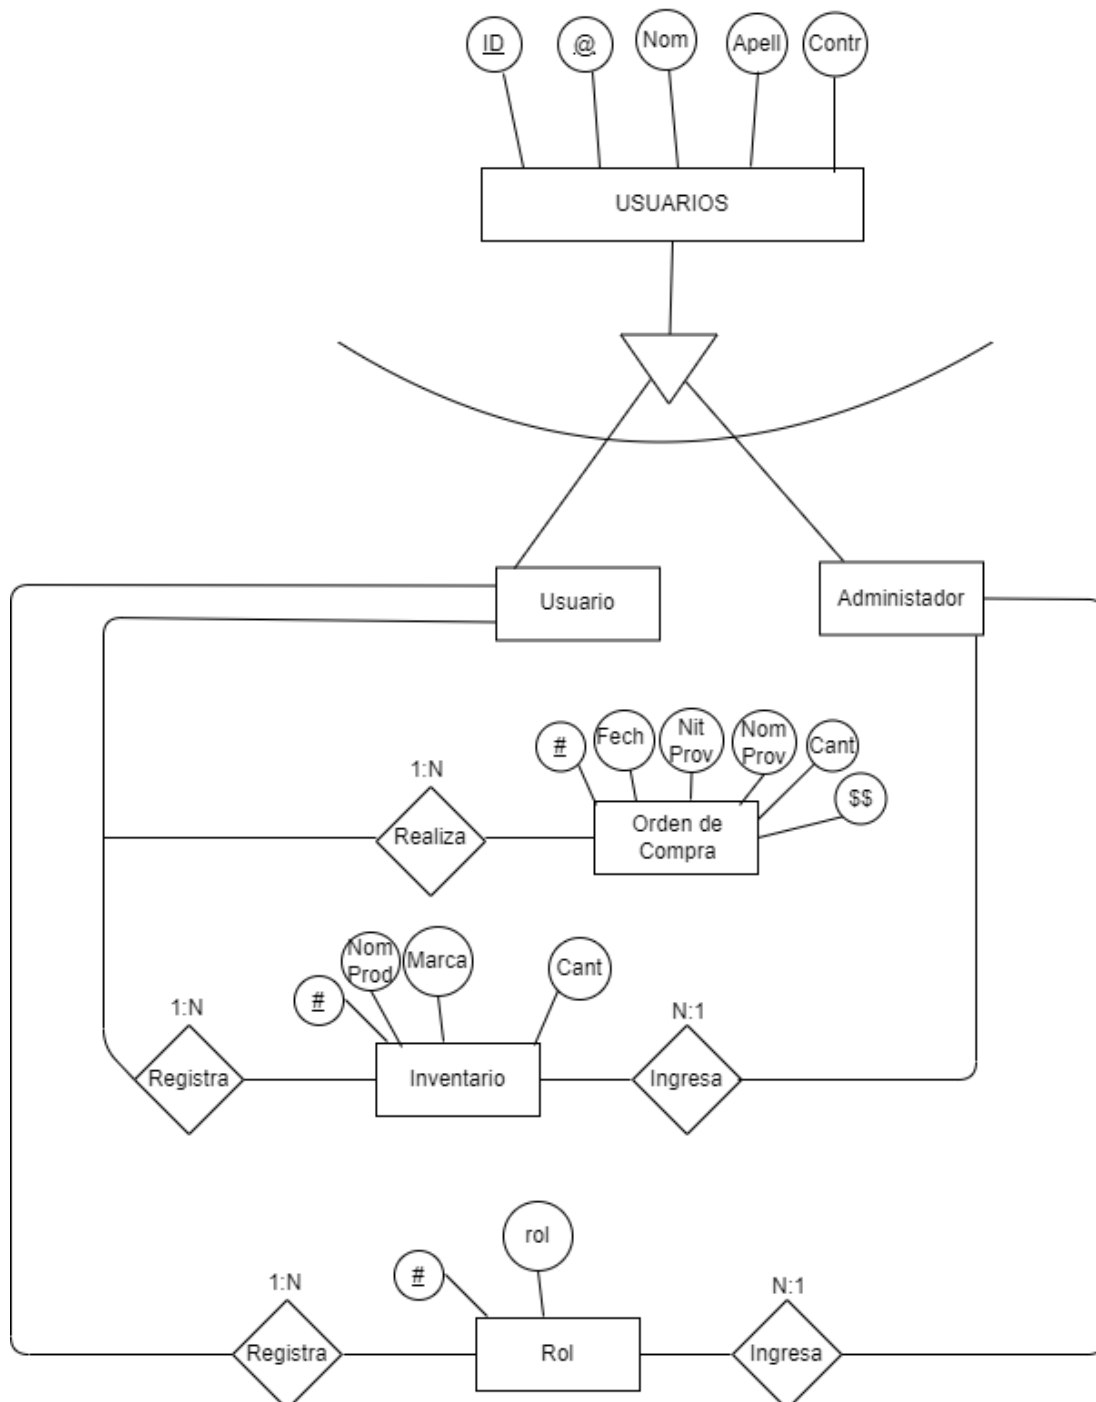 ID
@
Nom
Apell
Contr
USUARIOS
Usuario
Administador
#
Fech
Nit
Prov
Nom
Prov
Cant
$$
1:N
Realiza
Orden de
Compra
Nom
Prod
Marca
Cant
#
1:N
N:1
Registra
Inventario
Ingresa
rol
#
1:N
N:1
Registra
Rol
Ingresa